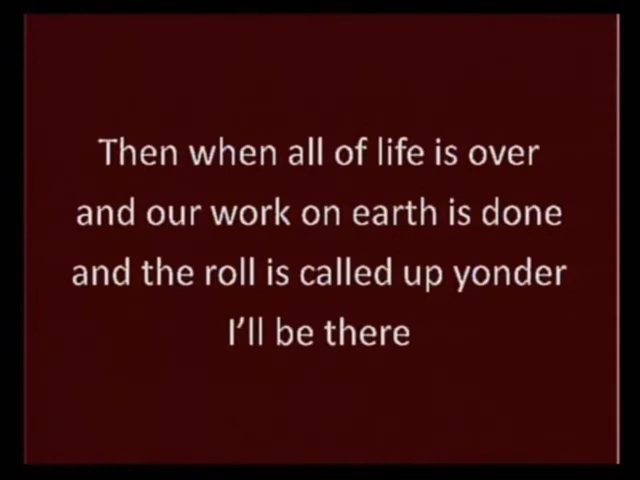 Then when all of life is over
and our work on earth is done
and the roll is called up yonder
I'll be there